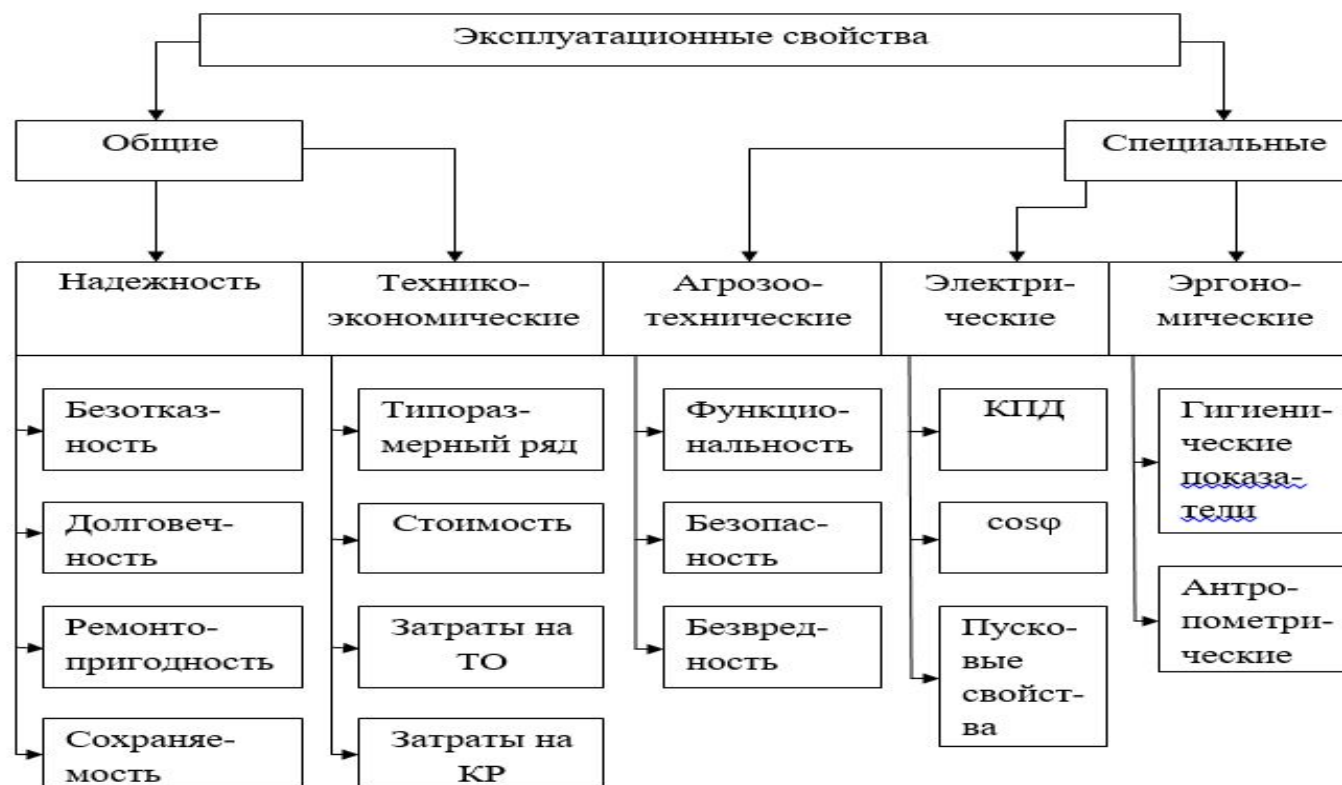 Эксплуатационные свойства
Общие
Специальные
Надежность
Технико-
экономические
Агрозоо-
технические
Электри-
ческие
Эргоно-
мические
Безотказ-
ность
Долговеч-
ность
Ремонто-
пригодность
Сохраняе-
мость
Типораз-
мерный ряд
Стоимость
Затраты на
ТО
Затраты на
КР
Функцио-
нальность
Безопас-
ность
Безвред-
ность
КПД
cosφ
Пуско-
вые
свойст-
ва
Гигиени-
ческие
показа-
тели
Антро-
пометри-
ческие